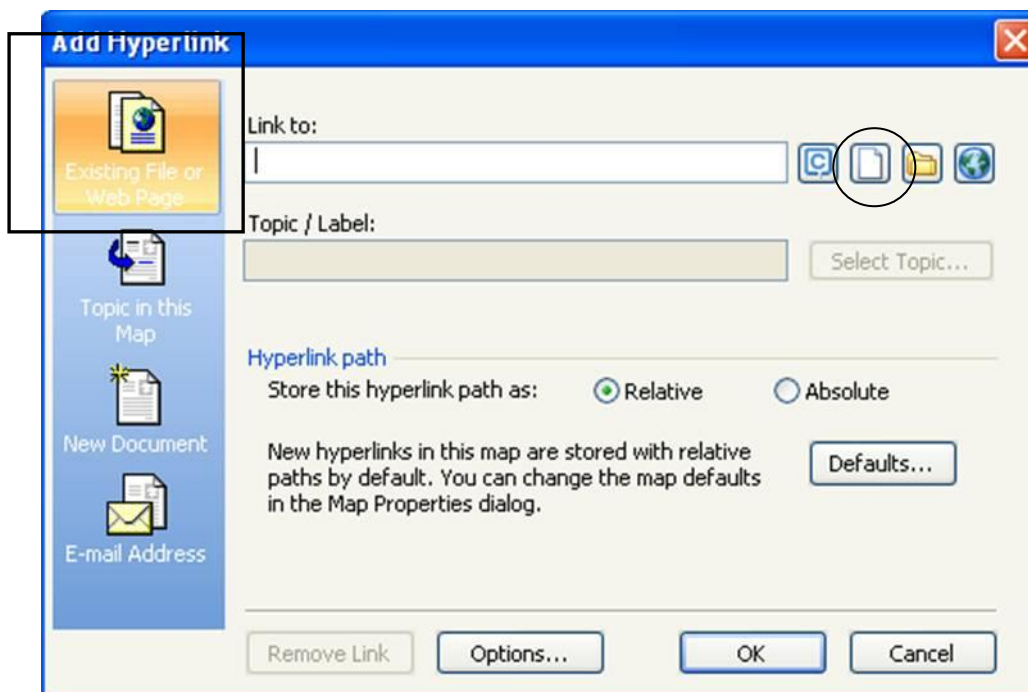 Add Hyperlink
Existing File or
Web Page
Topic in this
Map
New Document
E-mail Address
Link to:
Topic / Label:
Select Topic...
Hyperlink path
Store this hyperlink path as:
Relative
Absolute
New hyperlinks in this map are stored with relative
paths by default. You can change the map defaults
in the Map Properties dialog.
Defaults...
Remove Link
Options...
OK
Cancel